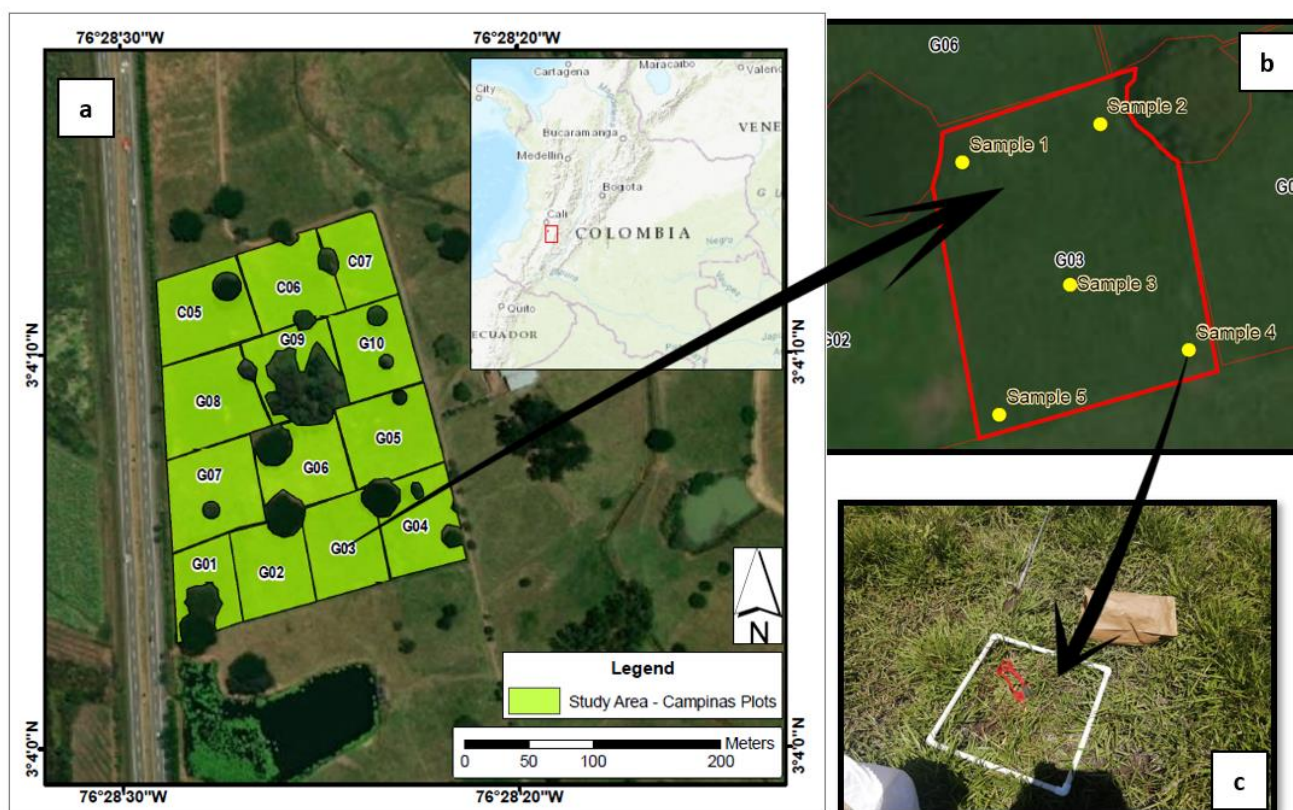 76°28'30"W
76°28'20"W
a
3°4'10"N
3°4'0"N
C05
C06
C07
G09
G10
G08
G05
G06
G07
G04
G03
G01
G02
Cartagena
Maracaibo
City
Bucaramanga
VENE
Medellin
Bogota
Cali
COLOMBIA
Negro
Quito
ECUADOR
3°4'10"N
N
Legend
Study Area - Campinas Plots
Meters
0 50 100 200
3°4'0"N
76°28'30"W
76°28'20"W
b
G06
Sample 2
Sample 1
G03
Sample 3
Sample 4
Sample 5
c